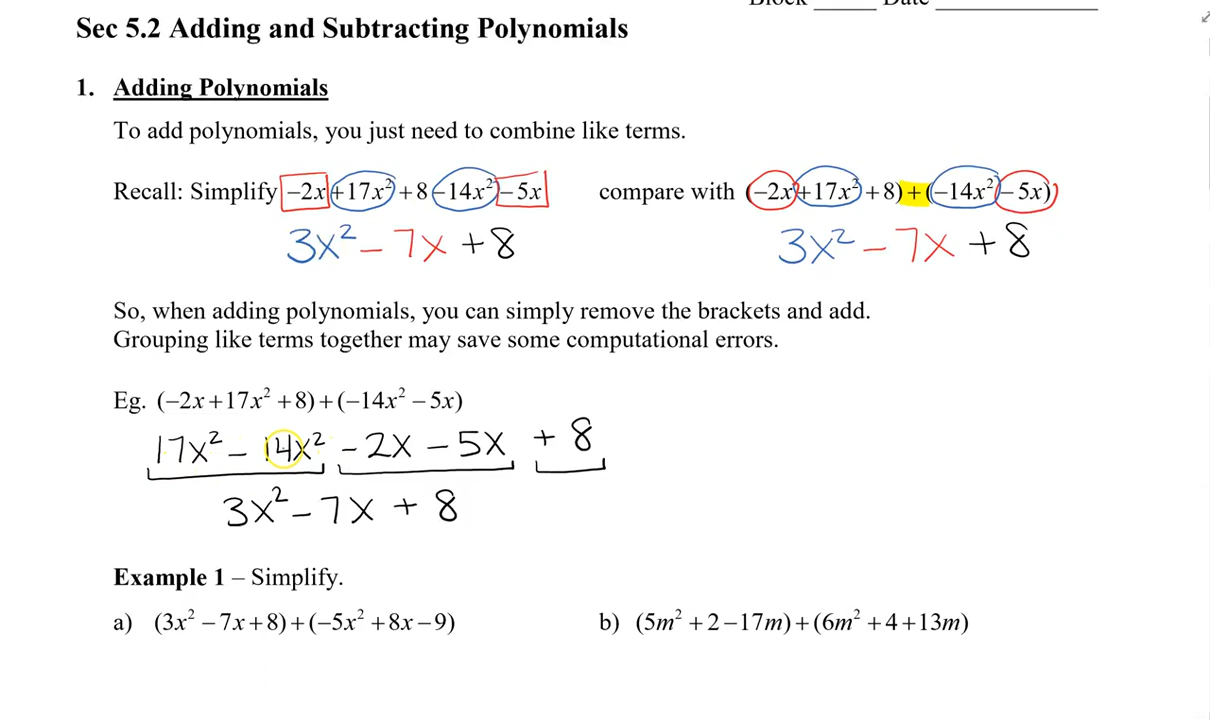 Block ______ Date ______________
Sec 5.2 Adding and Subtracting Polynomials
1. Adding Polynomials
To add polynomials, you just need to combine like terms.
Recall: Simplify −2x+17x²+8−14x²−5x compare with (−2x+17x²+8)+(−14x²−5x)
3x²−7x+8 3x²−7x+8
So, when adding polynomials, you can simply remove the brackets and add.
Grouping like terms together may save some computational errors.
Eg. (−2x+17x²+8)+(−14x²−5x)
17x²−14x²−2x−5x+8
3x²−7x+8
Example 1 – Simplify.
a) (3x²−7x+8)+(−5x²+8x−9) b) (5m²+2−17m)+(6m²+4+13m)